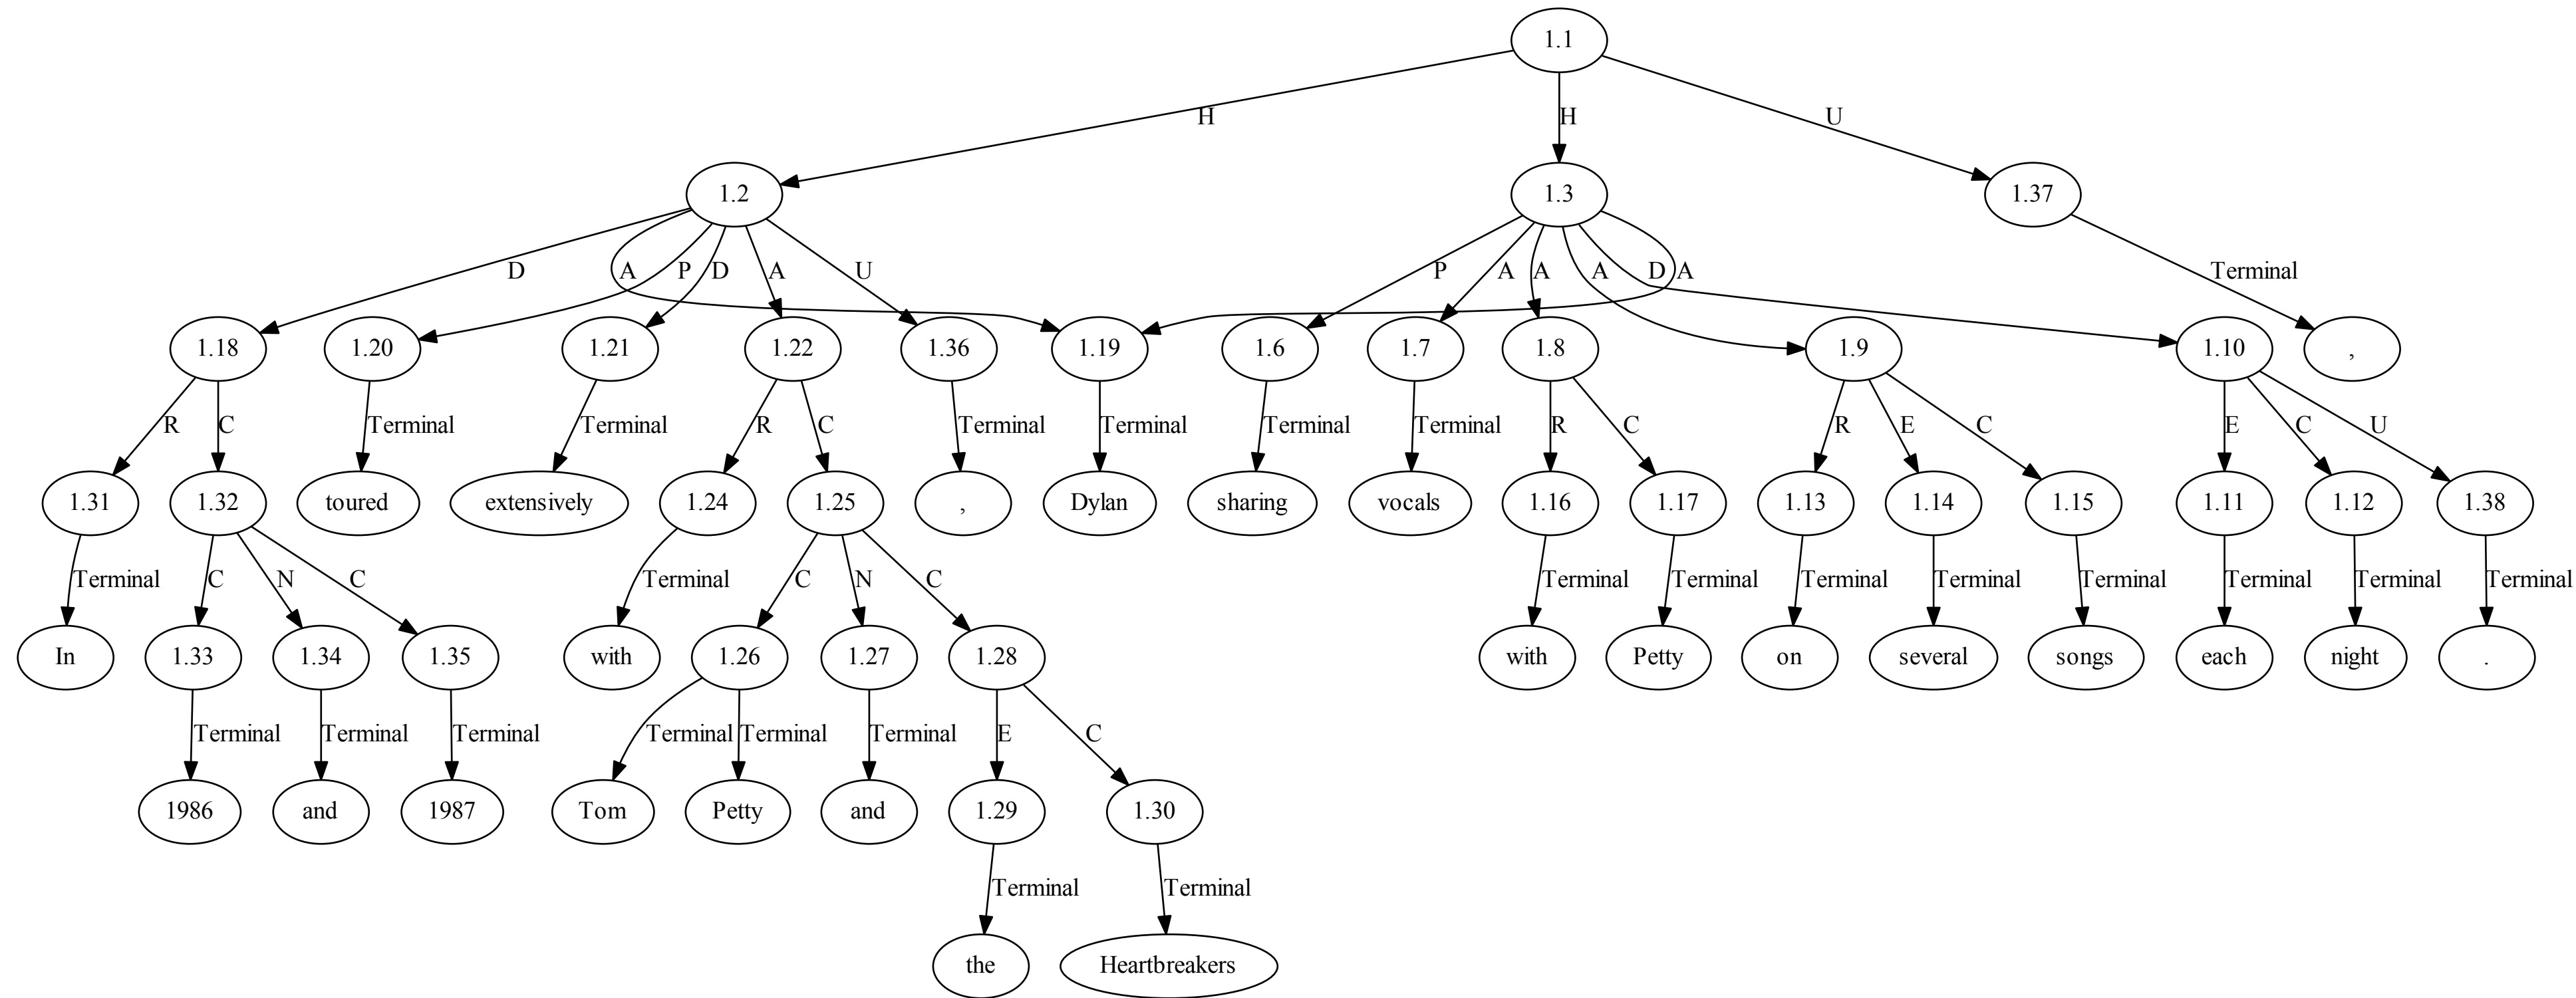 1.1
H H U
1.2 1.3 1.37
D A P D A U P A A A D A Terminal
1.18 1.20 1.21 1.22 1.36 1.19 1.6 1.7 1.8 1.9 1.10 ,
R C Terminal Terminal R C Terminal Terminal Terminal Terminal R C R E C E C U
1.31 1.32 toured extensively 1.24 1.25 , Dylan sharing vocals 1.16 1.17 1.13 1.14 1.15 1.11 1.12 1.38
Terminal C N C Terminal C N C Terminal Terminal Terminal Terminal Terminal Terminal Terminal Terminal
In 1.33 1.34 1.35 with 1.26 1.27 1.28 with Petty on several songs each night .
Terminal Terminal Terminal Terminal Terminal Terminal E C
1986 and 1987 Tom Petty and 1.29 1.30
Terminal Terminal
the Heartbreakers